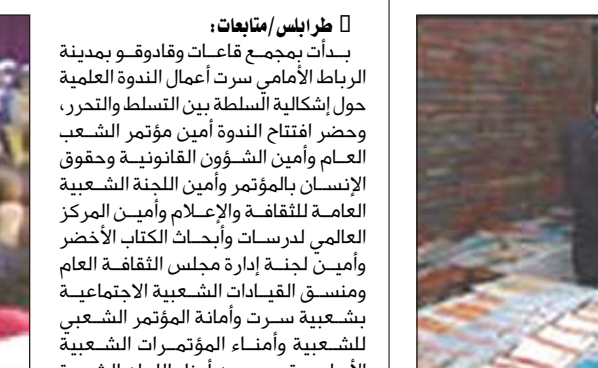 طرابلس/متابعات:
بــدأت بمجمـع قاعـات وقادوقـو بمدينة
الرباط الأمامي سرت أعمال الندوة العلمية
حول إشكالية السلطة بين التسلط والتحرر،
وحضر افتتاح الندوة أمين مؤتمر الشـعب
العـام وأمين الشـؤون القانونيـة وحقوق
الإنسـان بالمؤتمر وأمين اللجنة الشـعبية
العامـة للثقافـة والإعـلام وأميـن المركز
العالمي لدرسـات وأبحـاث الكتاب الأخضر
وأميـن لجنـة إدارة مجلس الثقافـة العام
ومنسـق القيـادات الشـعبية الاجتماعيـة
بشـعبية سـرت وأمانة المؤتمر الشـعبي
للشـعبية وأمنـاء المؤتمـرات الشـعبية